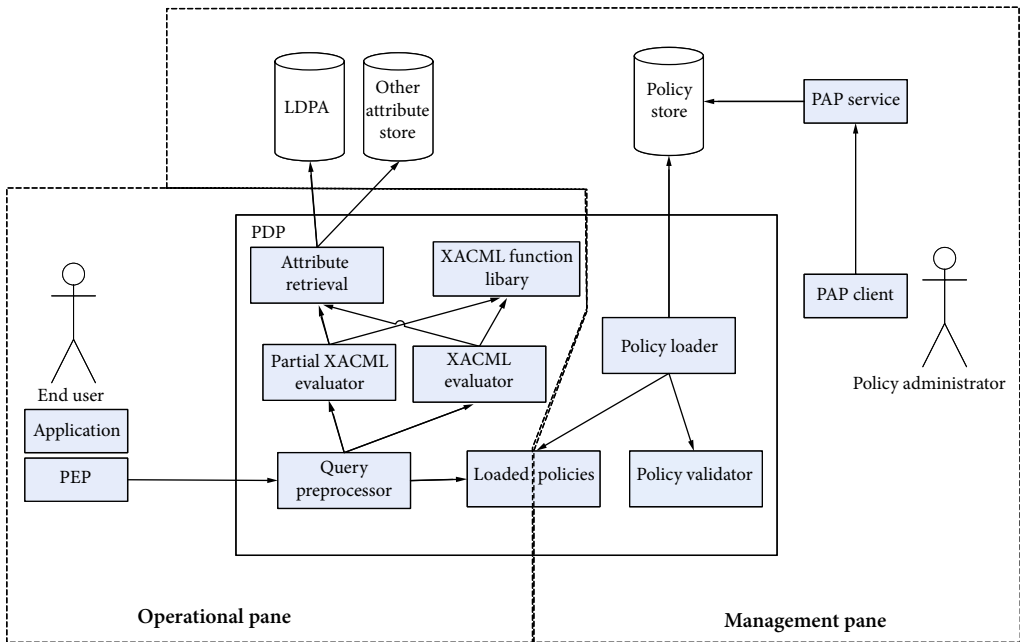 LDPA
Other
attribute
store
Policy
store
PAP service
PDP
Attribute
retrieval
XACML function
libary
PAP client
Partial XACML
evaluator
XACML
evaluator
Policy loader
End user
Policy administrator
Application
PEP
Query
preprocessor
Loaded policies
Policy validator
Operational pane
Management pane